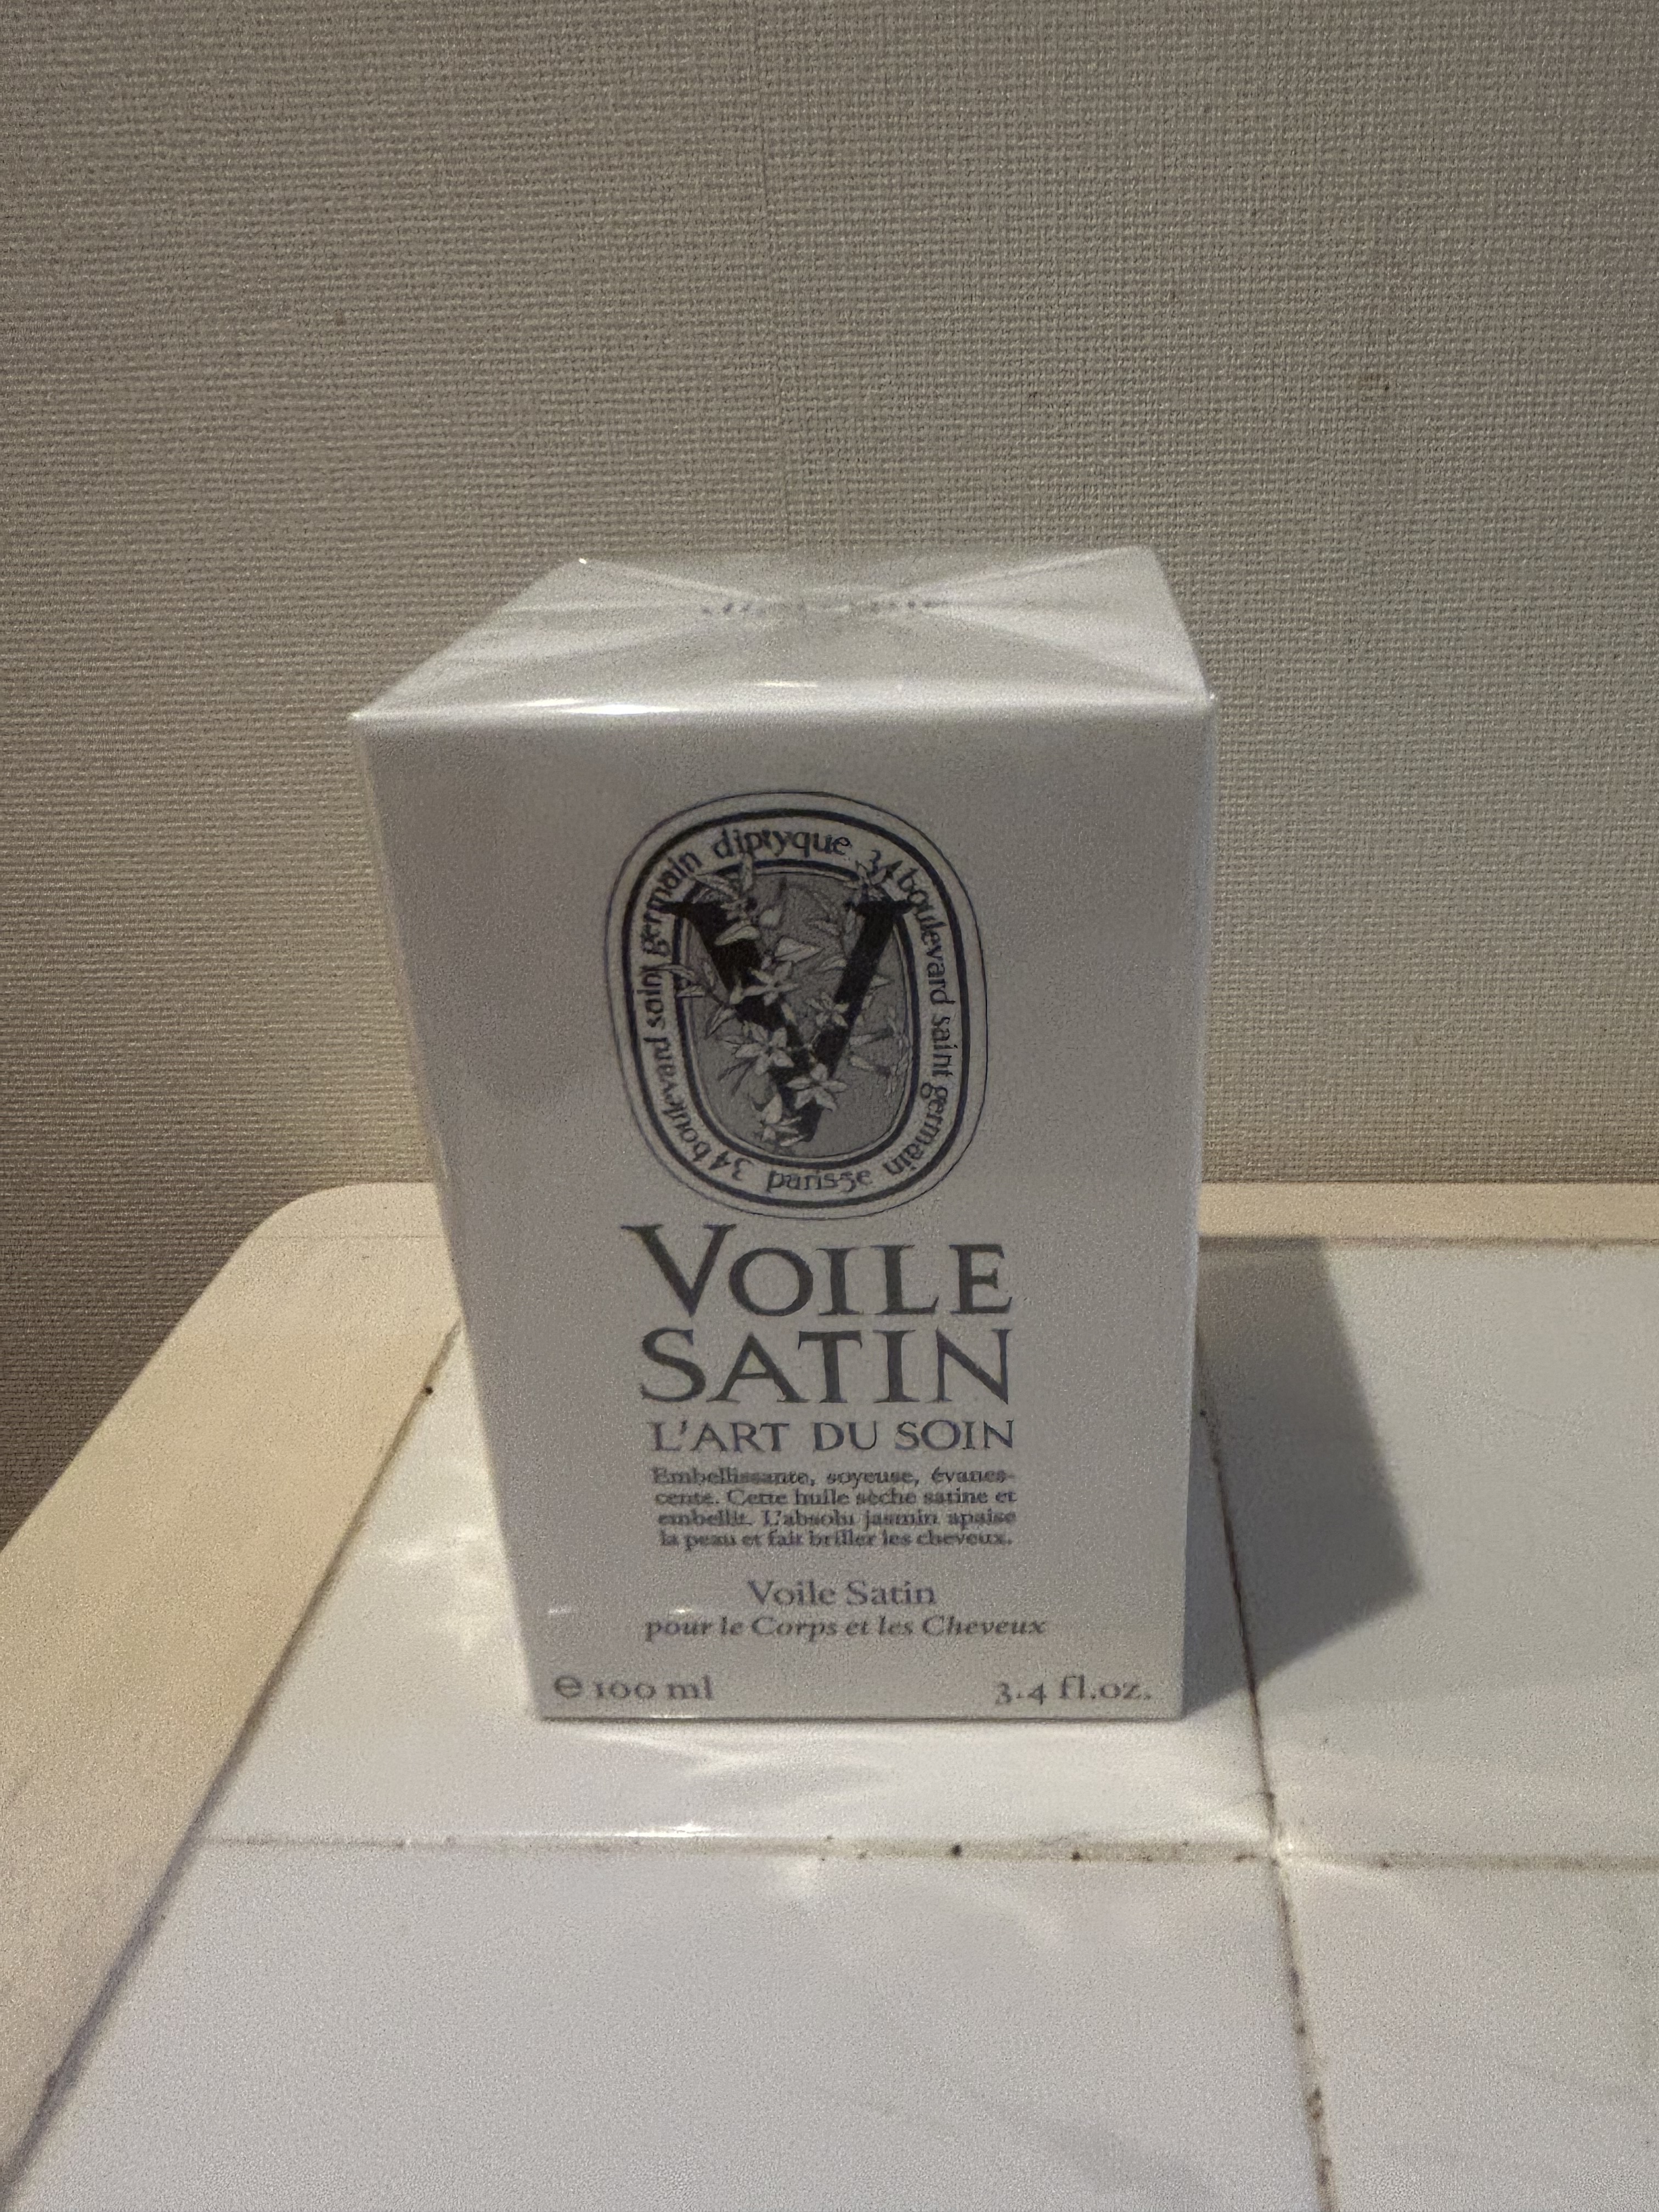 diptyque 34 boulevard saint germain paris5e 34 boulevard saint germain
V
VOILE
SATIN
L'ART DU SOIN
Embellissante, soyeuse, évanes-
cente. Cette huile sèche satine et
embellit. L'absolu jasmin apaise
la peau et fait briller les cheveux.
Voile Satin
pour le Corps et les Cheveux
℮ 100 ml
3.4 fl.oz.